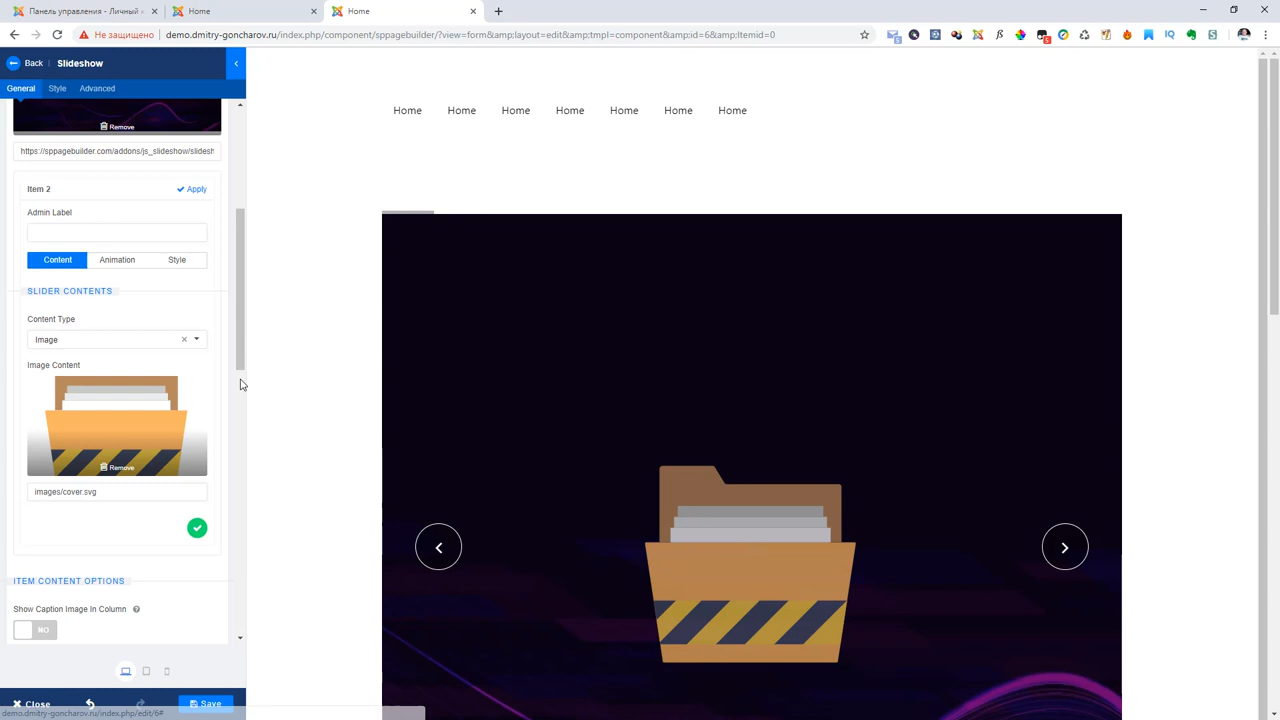 Панель управления - Личный
Home
Home
Не защищено
demo.dmitry-goncharov.ru/index.php/component/sppagebuilder/?view=form&amp;layout=edit&amp;tmpl=component&amp;id=6&amp;Itemid=0
Back
Slideshow
General
Style
Advanced
Remove
https://sppagebuilder.com/addons/js_slideshow/slidesh
Item 2
Apply
Admin Label
Content
Animation
Style
SLIDER CONTENTS
Content Type
Image
Image Content
Remove
images/cover.svg
ITEM CONTENT OPTIONS
Show Caption Image In Column
NO
Close
Save
demo.dmitry-goncharov.ru/index.php/edit/6#
Home Home Home Home Home Home Home